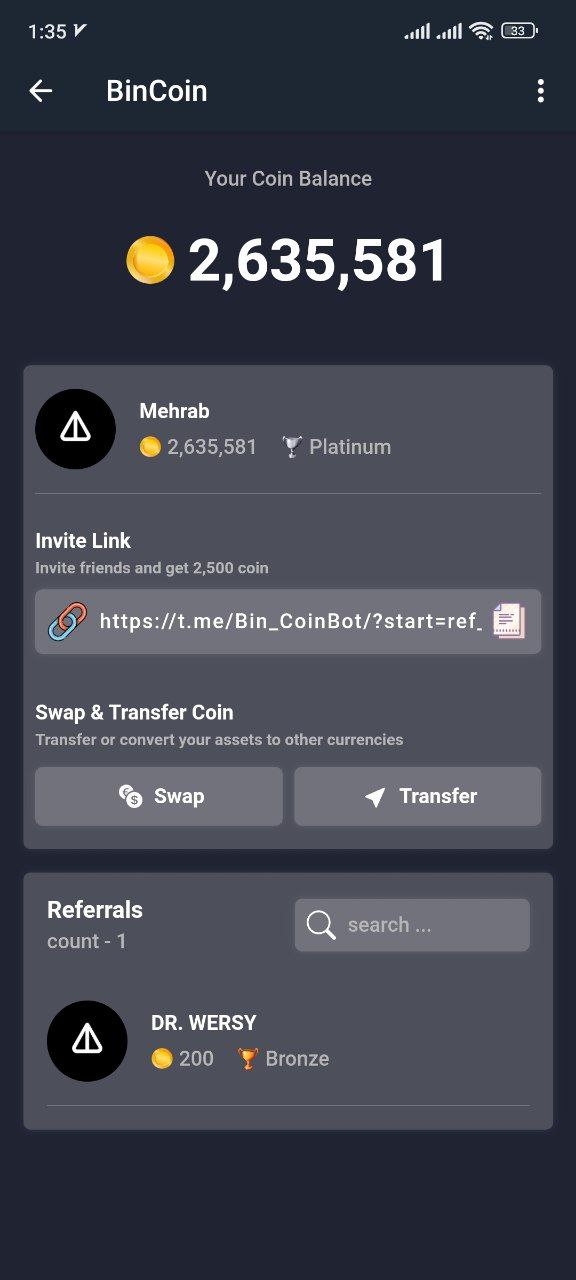 1:35
33
BinCoin
Your Coin Balance
2,635,581
Mehrab
2,635,581 Platinum
Invite Link
Invite friends and get 2,500 coin
https://t.me/Bin_CoinBot/?start=ref_
Swap & Transfer Coin
Transfer or convert your assets to other currencies
Swap Transfer
Referrals
count - 1
search ...
DR. WERSY
200 Bronze